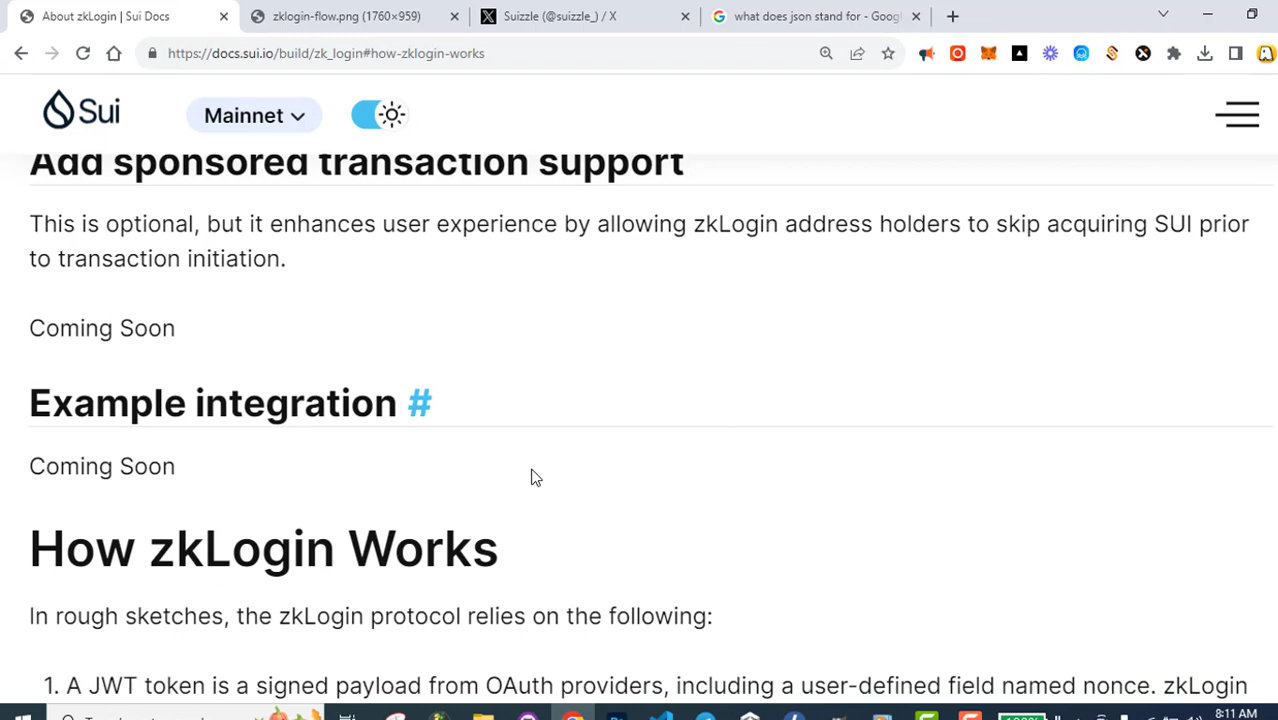 About zkLogin | Sui Docs
zklogin-flow.png (1760×959)
Suizzle (@suizzle_) / X
what does json stand for - Goog
https://docs.sui.io/build/zk_login#how-zklogin-works
Sui
Mainnet
Add sponsored transaction support
This is optional, but it enhances user experience by allowing zkLogin address holders to skip acquiring SUI prior
to transaction initiation.
Coming Soon
Example integration #
Coming Soon
How zkLogin Works
In rough sketches, the zkLogin protocol relies on the following:
1. A JWT token is a signed payload from OAuth providers, including a user-defined field named nonce. zkLogin
8:11 AM